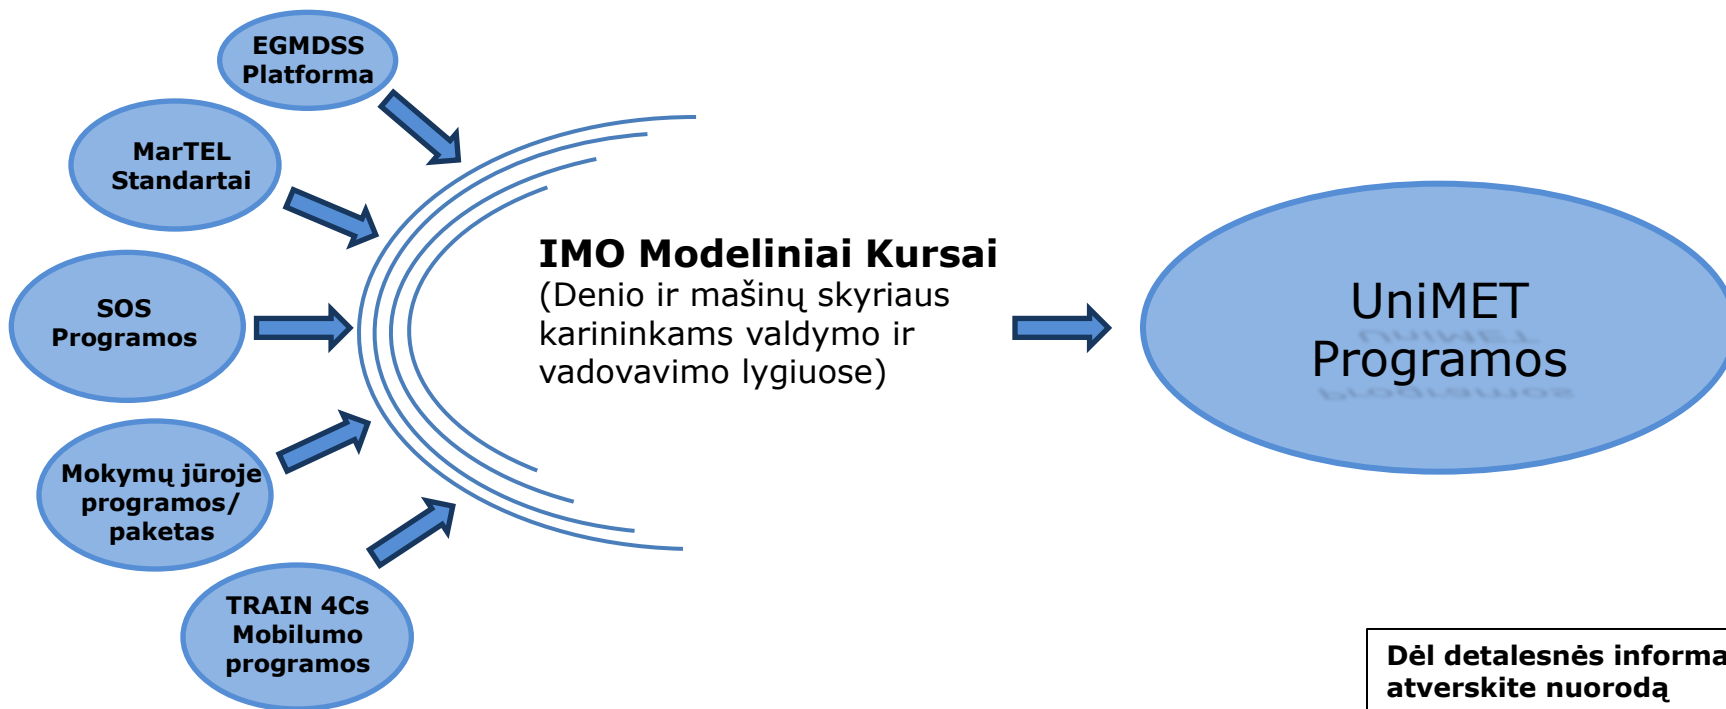 EGMDSS
Platforma
MarTEL
Standartai
SOS
Programos
Mokymų jūroje
programos/
paketas
TRAIN 4Cs
Mobilumo
programos
IMO Modeliniai Kursai
(Denio ir mašinų skyriaus
karininkams valdymo ir
vadovavimo lygiuose)
UniMET
Programos
Dėl detalesnės informa
atverskite nuorodą